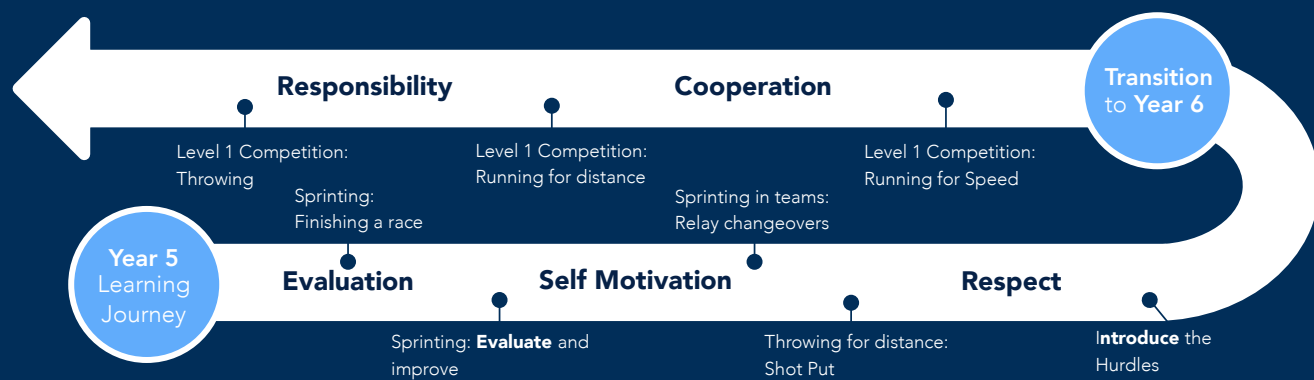 Responsibility
Cooperation
Transition
to Year 6
Level 1 Competition:
Throwing
Level 1 Competition:
Running for distance
Level 1 Competition:
Running for Speed
Sprinting:
Finishing a race
Sprinting in teams:
Relay changeovers
Year 5
Learning
Journey
Evaluation
Self Motivation
Respect
Sprinting: Evaluate and
improve
Throwing for distance:
Shot Put
Introduce the
Hurdles